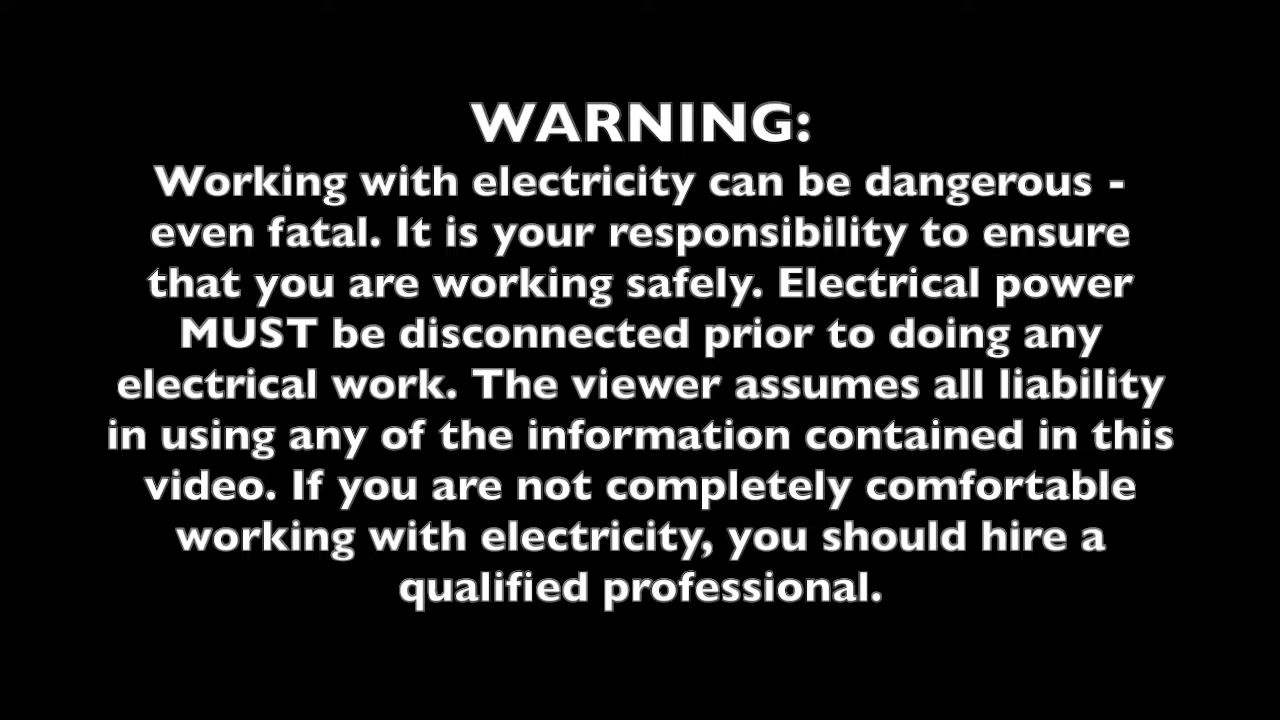 WARNING:
Working with electricity can be dangerous -
even fatal. It is your responsibility to ensure
that you are working safely. Electrical power
MUST be disconnected prior to doing any
electrical work. The viewer assumes all liability
in using any of the information contained in this
video. If you are not completely comfortable
working with electricity, you should hire a
qualified professional.